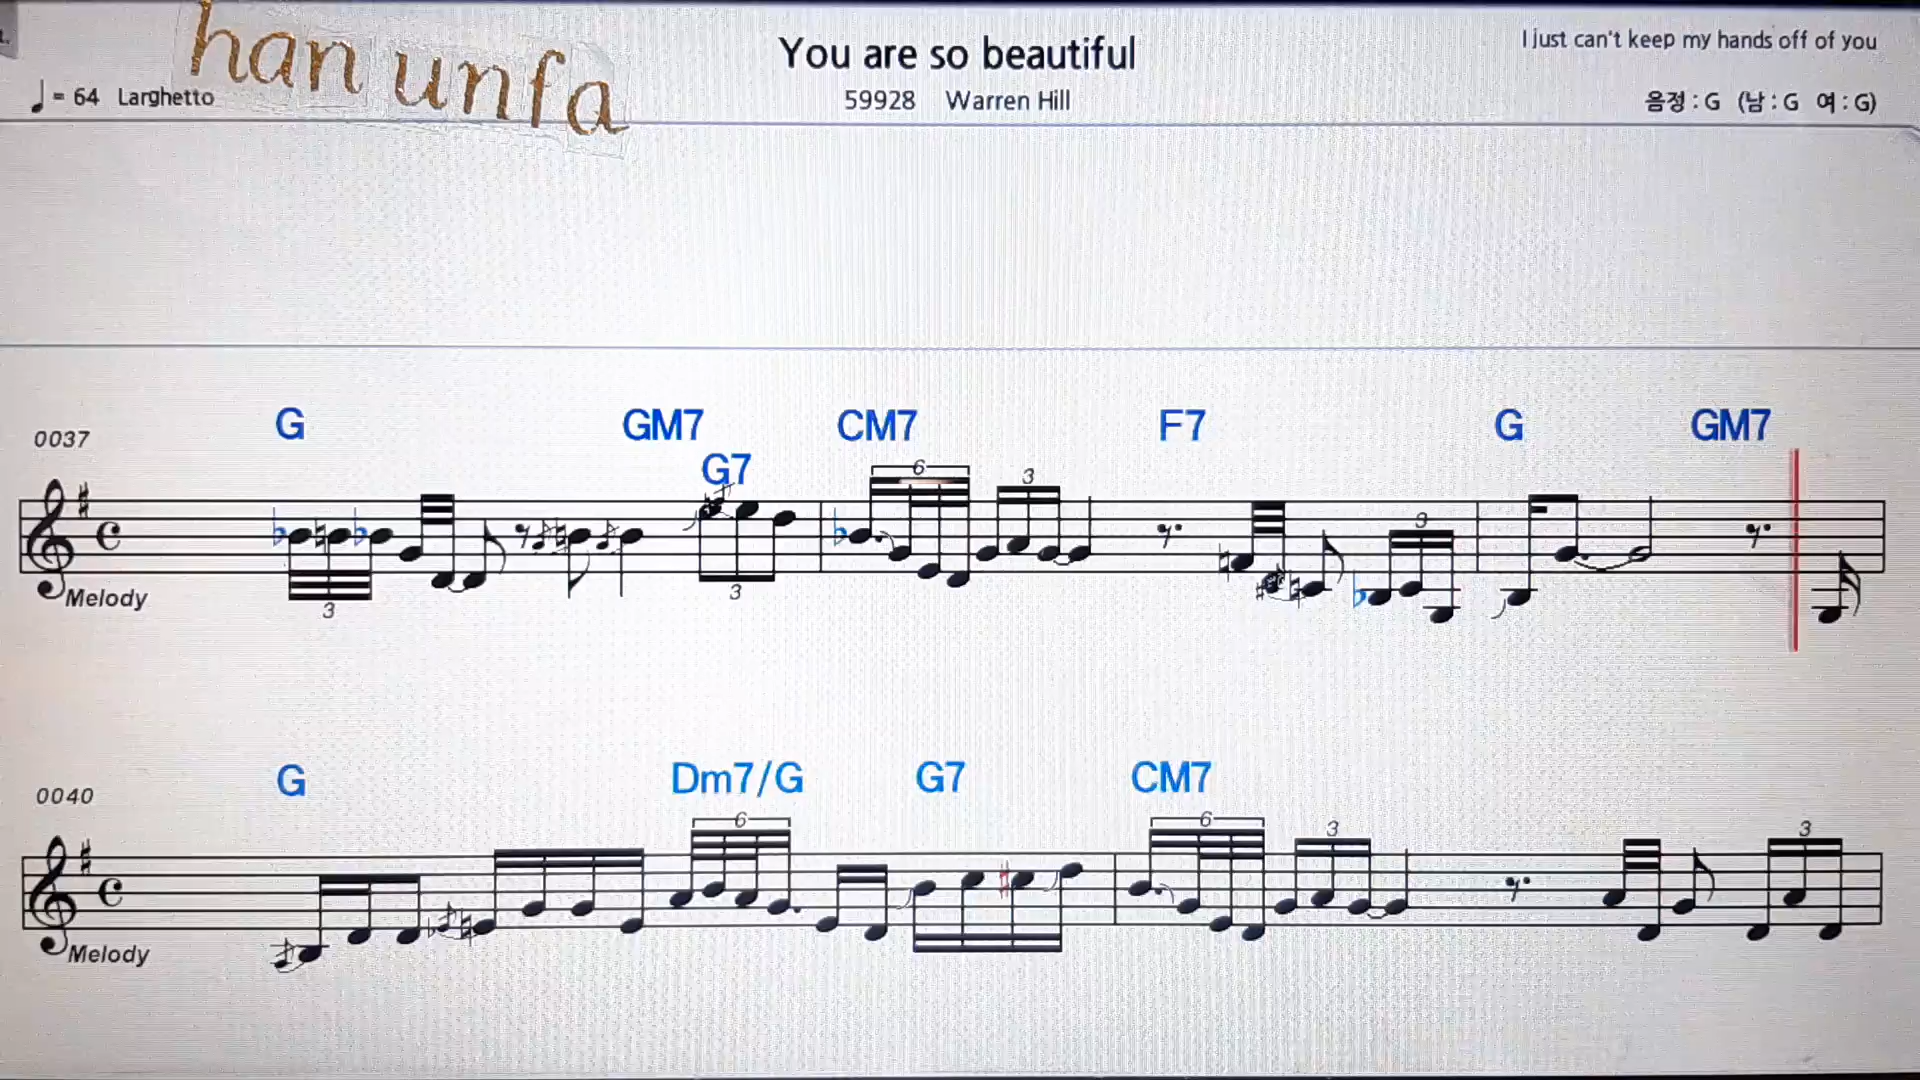 han unfa
You are so beautiful
I just can't keep my hands off of you
= 64 Larghetto
59928 Warren Hill
음정 : G (남 : G 여 : G)
G GM7 CM7 F7 G GM7
0037
G7
6
3
3
Melody
3
3
G Dm7/G G7 CM7
0040
6 6 3 3
Melody